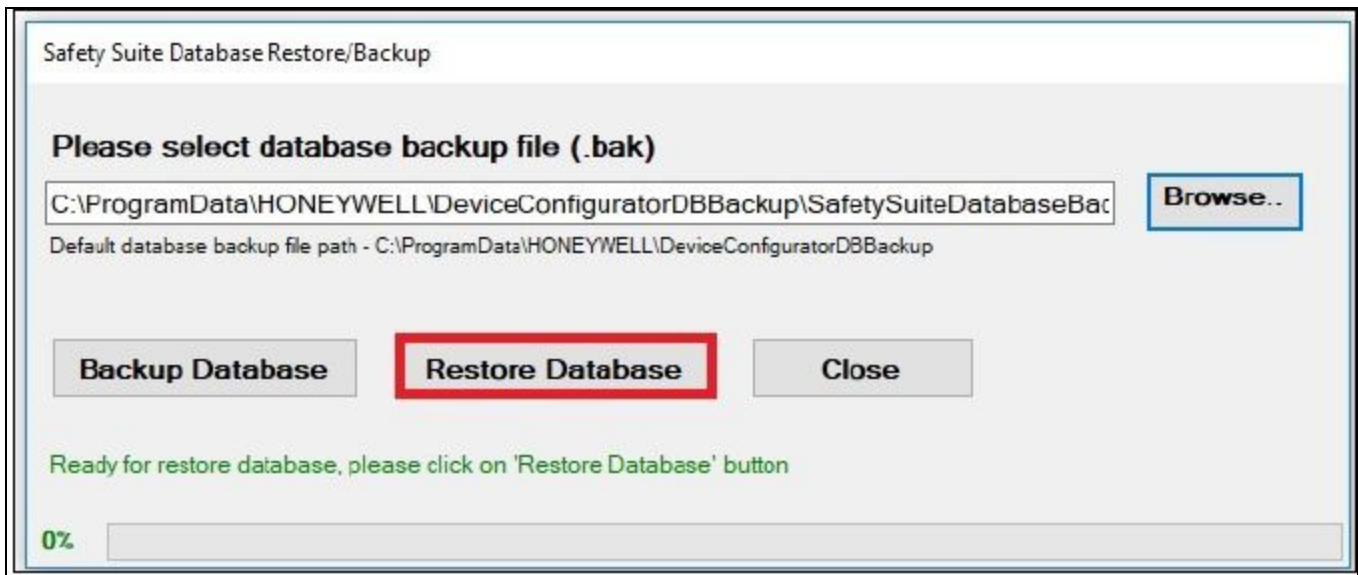 Safety Suite Database Restore/Backup
Please select database backup file (.bak)
C:\ProgramData\HONEYWELL\DeviceConfiguratorDBBackup\SafetySuiteDatabaseBac
Browse..
Default database backup file path - C:\ProgramData\HONEYWELL\DeviceConfiguratorDBBackup
Backup Database Restore Database Close
Ready for restore database, please click on 'Restore Database' button
0%